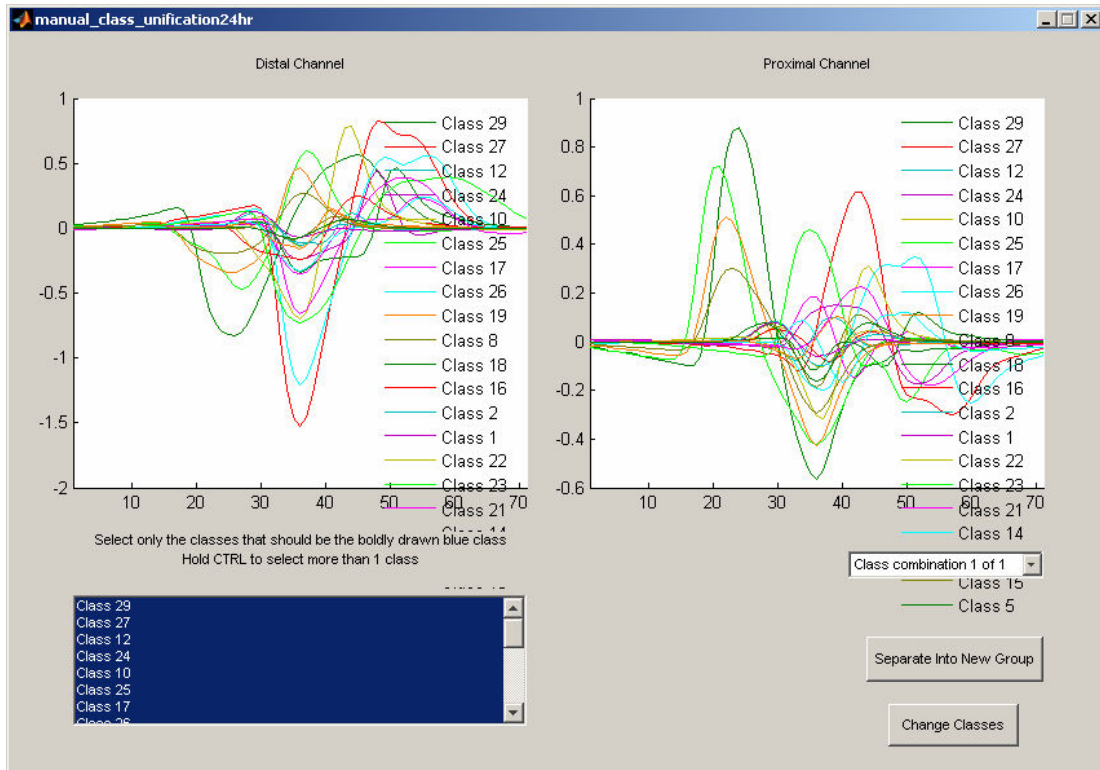 manual_class_unification24hr
Distal Channel
1
0.5
0
-0.5
-1
-1.5
-2
10
20
30
40
50
60
70
Class 29
Class 27
Class 12
Class 24
Class 10
Class 25
Class 17
Class 26
Class 19
Class 8
Class 18
Class 16
Class 2
Class 1
Class 22
Class 23
Class 21
Proximal Channel
1
0.8
0.6
0.4
0.2
0
-0.2
-0.4
-0.6
10
20
30
40
50
60
70
Class 29
Class 27
Class 12
Class 24
Class 10
Class 25
Class 17
Class 26
Class 19
Class 8
Class 18
Class 16
Class 2
Class 1
Class 22
Class 23
Class 21
Class 14
Class 15
Class 5
Select only the classes that should be the boldly drawn blue class
Hold CTRL to select more than 1 class
Class 29
Class 27
Class 12
Class 24
Class 10
Class 25
Class 17
Class 26
Class combination 1 of 1
Separate Into New Group
Change Classes